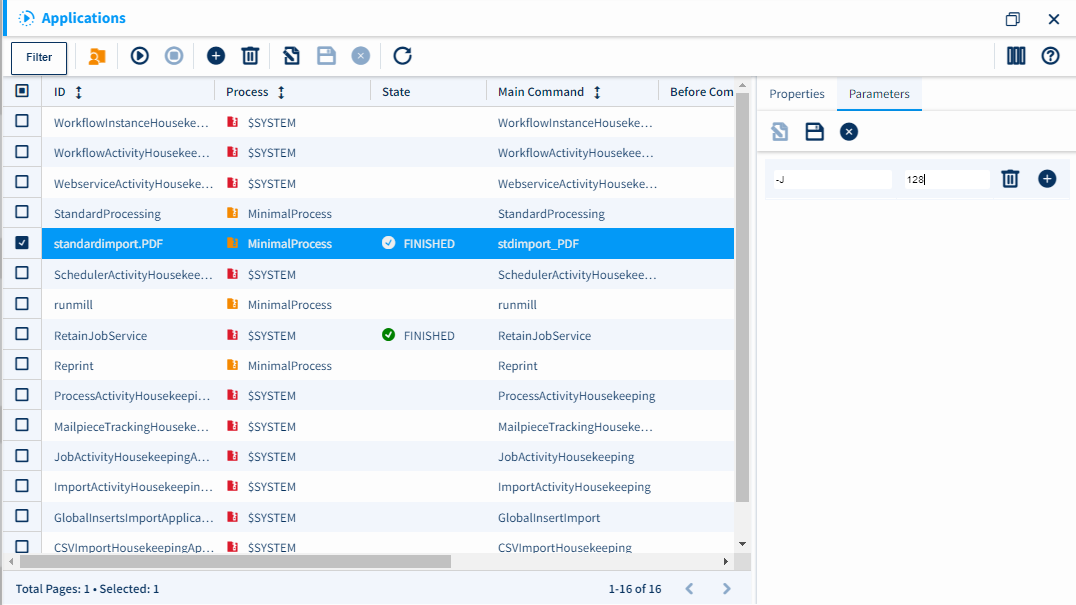 Applications
Filter
ID Process State Main Command Before Com
WorkflowInstanceHouseke... $SYSTEM WorkflowInstanceHouseke...
WorkflowActivityHousekee... $SYSTEM WorkflowActivityHousekee...
WebserviceActivityHouseke... $SYSTEM WebserviceActivityHouseke...
StandardProcessing MinimalProcess StandardProcessing
standardimport.PDF MinimalProcess FINISHED stdimport_PDF
SchedulerActivityHousekee... $SYSTEM SchedulerActivityHousekee...
runmill MinimalProcess runmill
RetainJobService $SYSTEM FINISHED RetainJobService
Reprint MinimalProcess Reprint
ProcessActivityHousekeepi... $SYSTEM ProcessActivityHousekeeping
MailpieceTrackingHouseke... $SYSTEM MailpieceTrackingHouseke...
JobActivityHousekeepingA... $SYSTEM JobActivityHousekeeping
ImportActivityHousekeepin... $SYSTEM ImportActivityHousekeeping
GlobalInsertsImportApplica... $SYSTEM GlobalInsertImport
CSVImportHousekeepingAp... $SYSTEM CSVImportHousekeeping
Total Pages: 1 • Selected: 1 1-16 of 16
Properties Parameters
-J 128